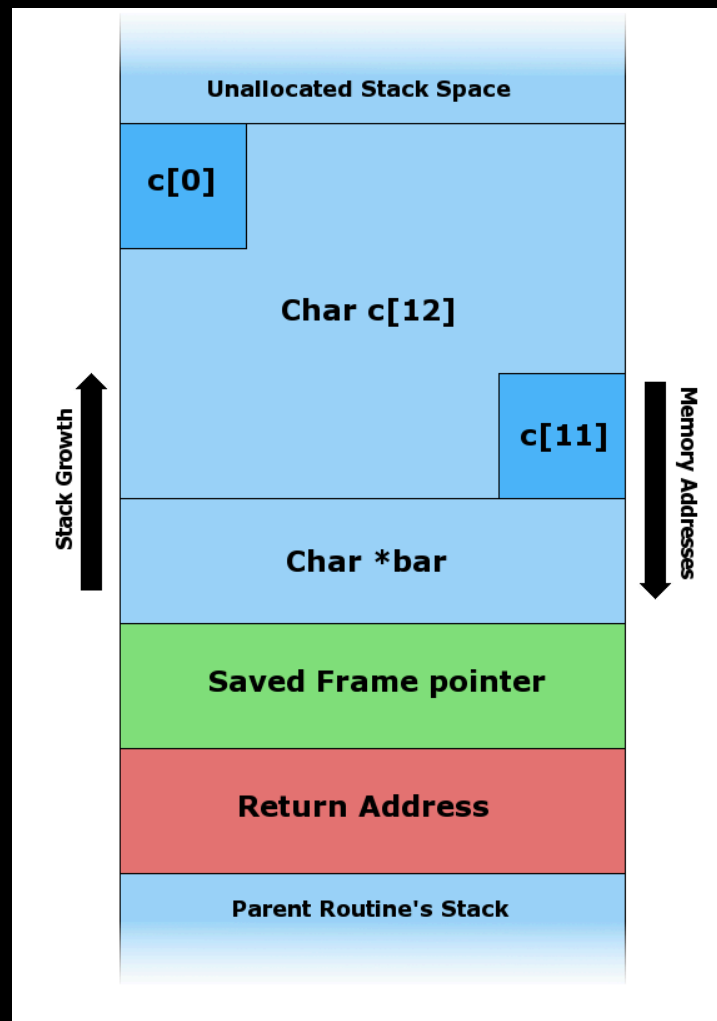 Unallocated Stack Space
c[0]
Char c[12]
Stack Growth
Memory Addresses
c[11]
Char *bar
Saved Frame pointer
Return Address
Parent Routine's Stack